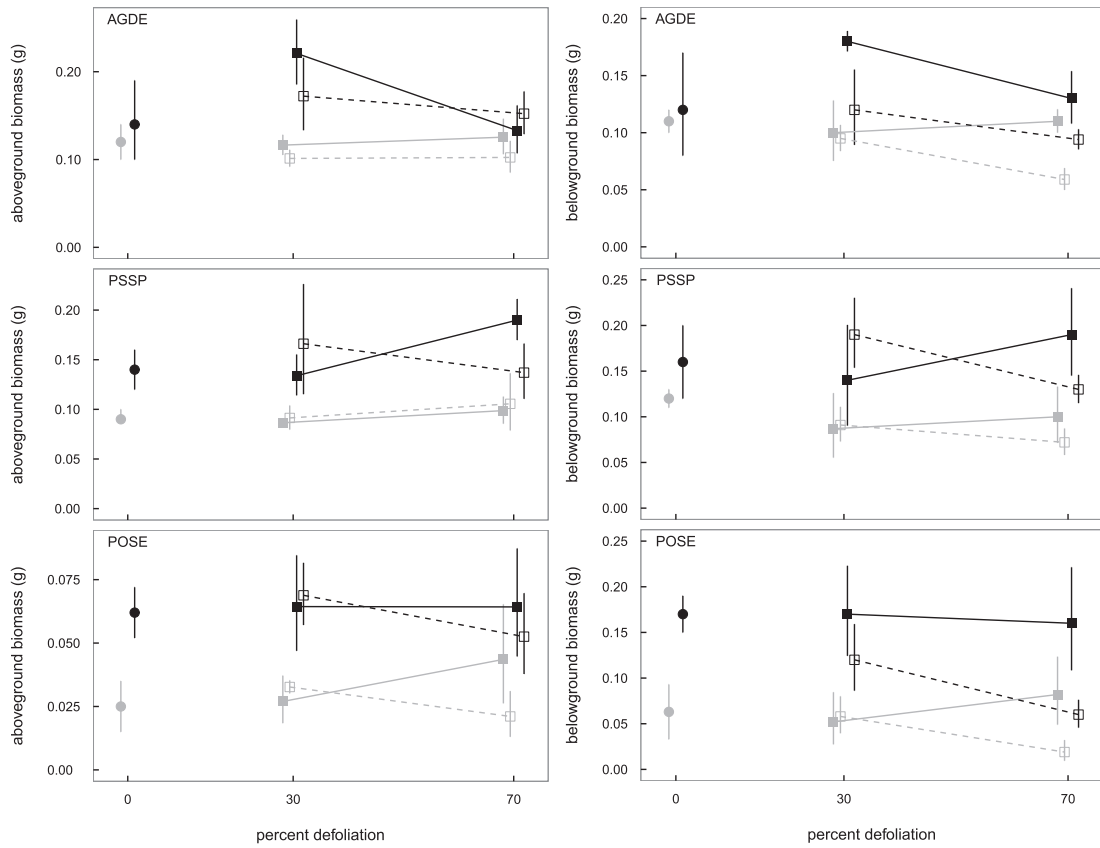 AGDE
aboveground biomass (g)
0.20
0.10
0.00
AGDE
belowground biomass (g)
0.20
0.15
0.10
0.05
0.00
PSSP
aboveground biomass (g)
0.20
0.15
0.10
0.05
0.00
PSSP
belowground biomass (g)
0.25
0.20
0.15
0.10
0.05
0.00
POSE
aboveground biomass (g)
0.075
0.050
0.025
0.00
0 30 70
percent defoliation
POSE
belowground biomass (g)
0.25
0.20
0.15
0.10
0.05
0.00
0 30 70
percent defoliation